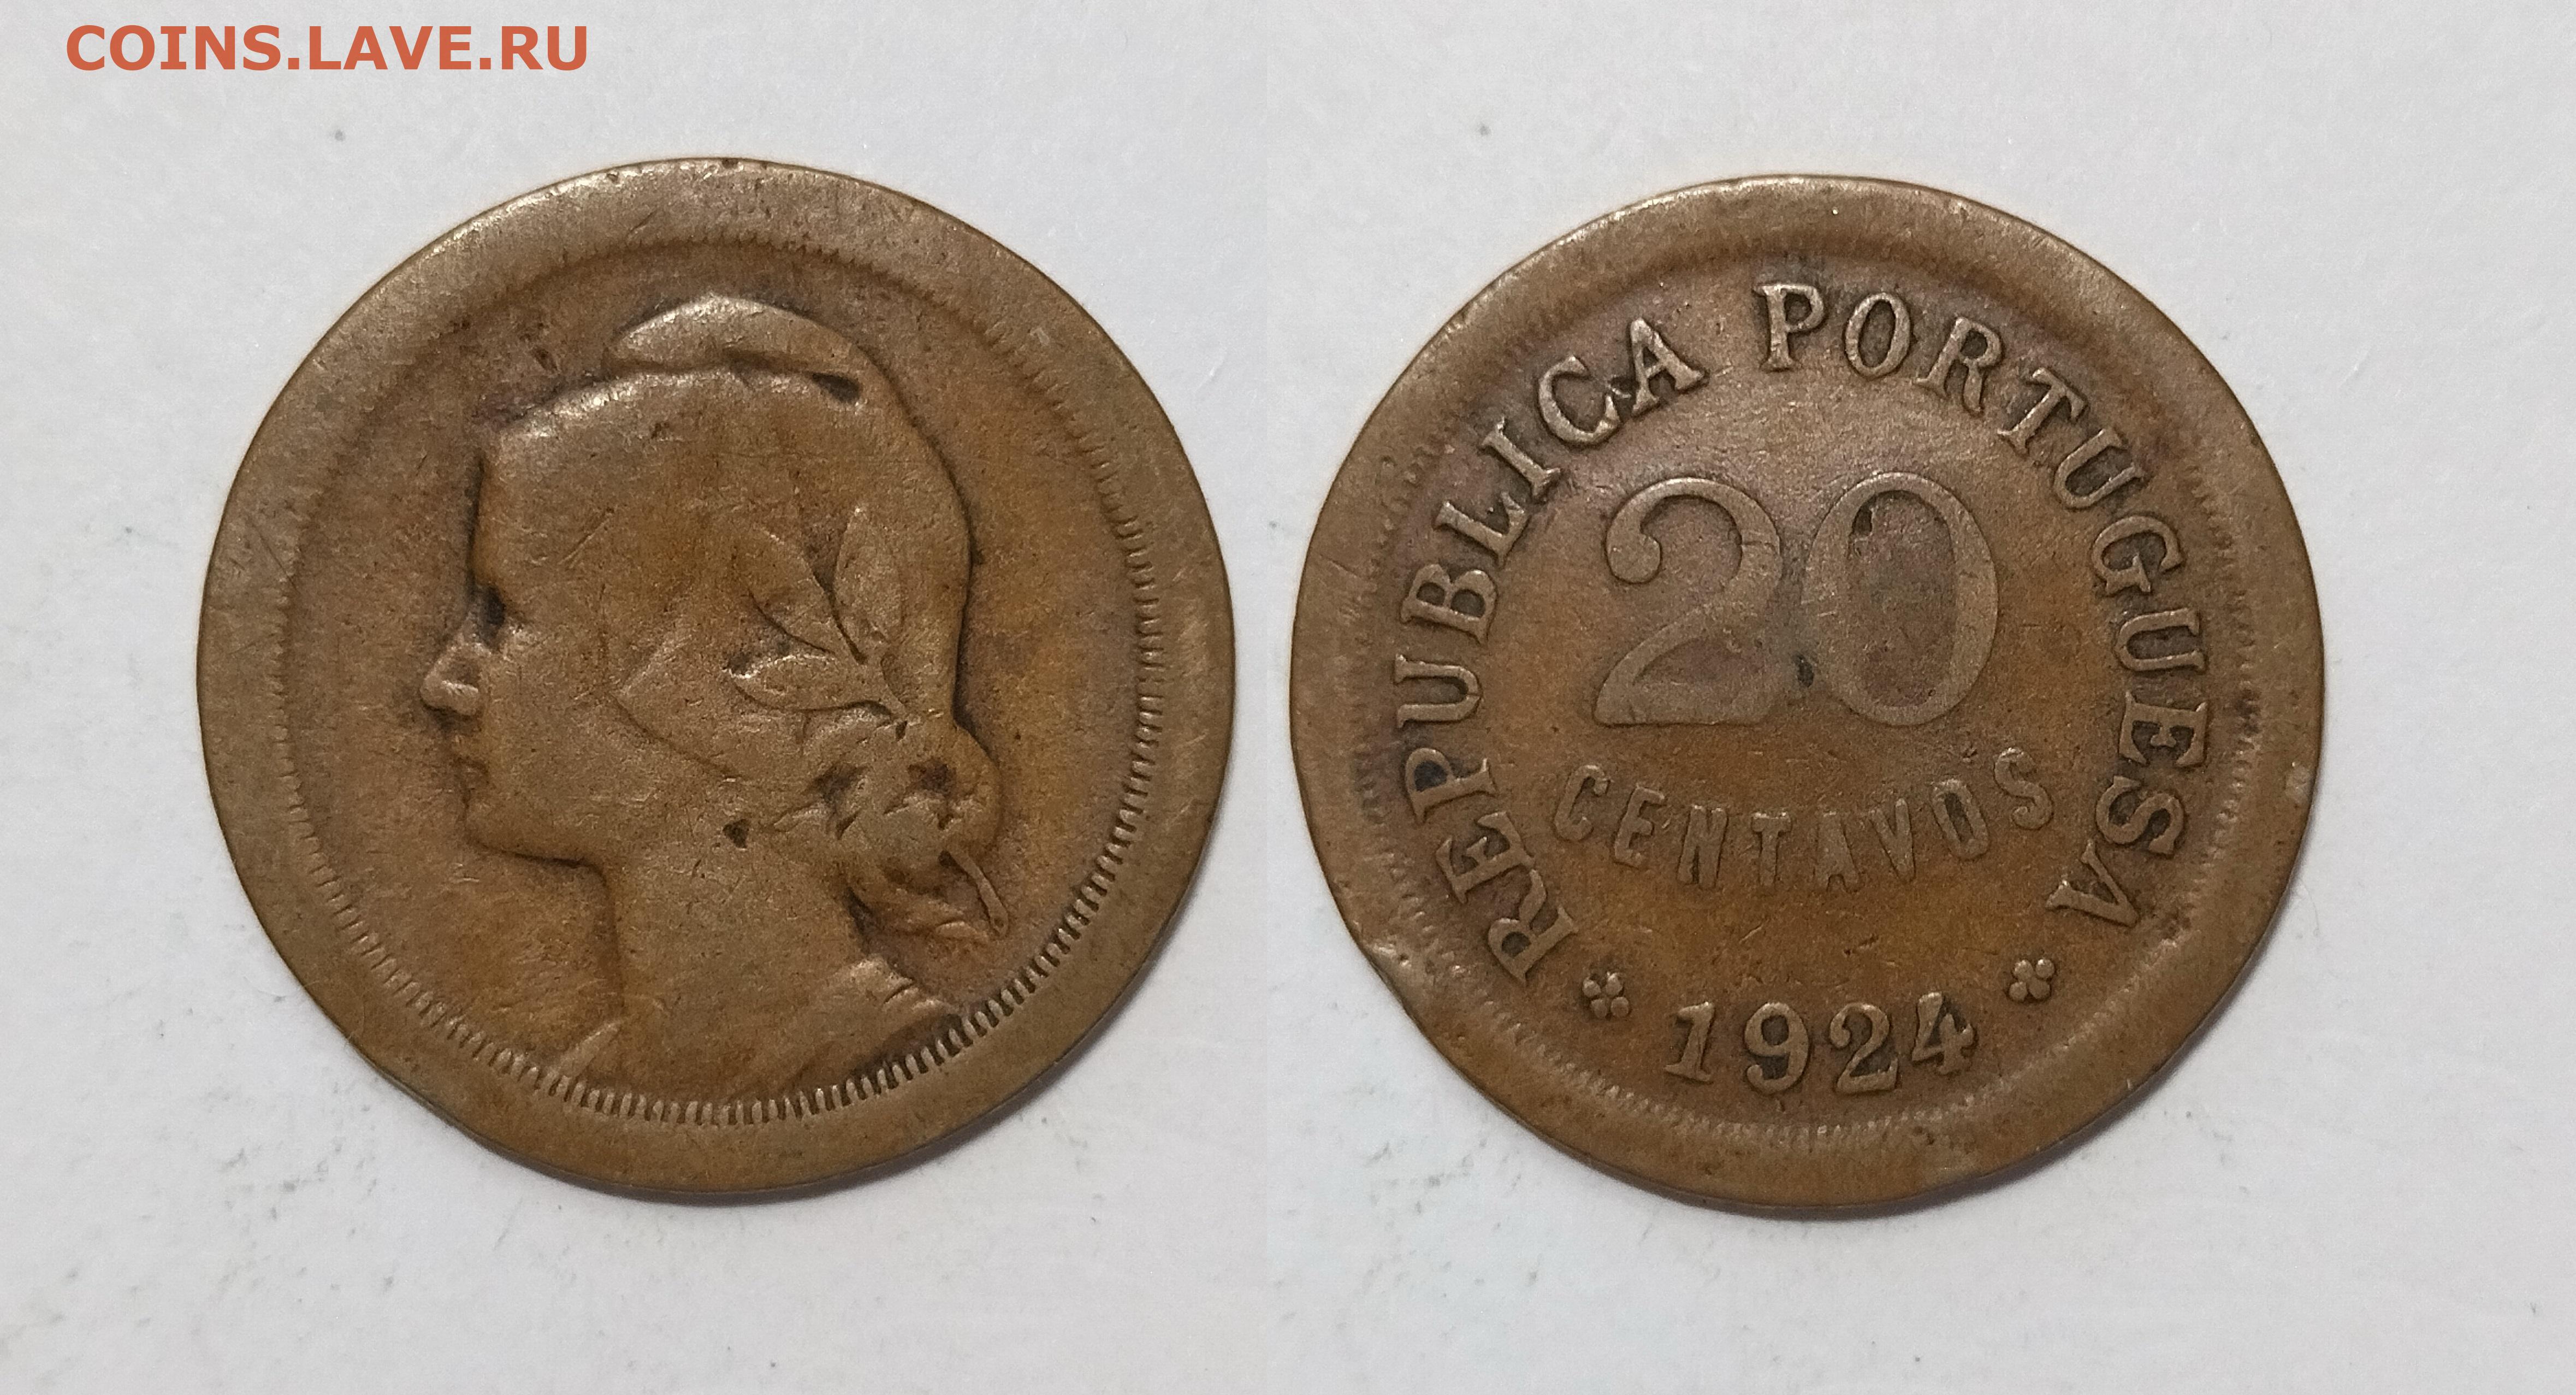 COINS.LAVE.RU
REPUBLICA PORTUGUESA
20
CENTAVOS
1924